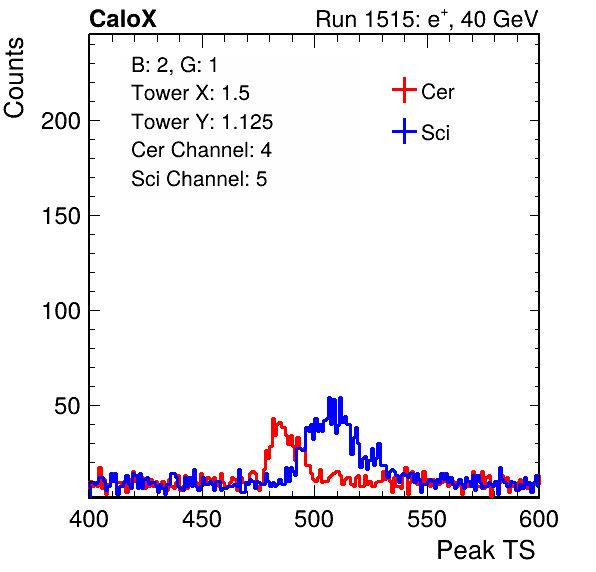 CaloX Run 1515: e⁺, 40 GeV
Counts
B: 2, G: 1
Tower X: 1.5
Tower Y: 1.125
Cer Channel: 4
Sci Channel: 5
Cer
Sci
200
150
100
50
400 450 500 550 600
Peak TS